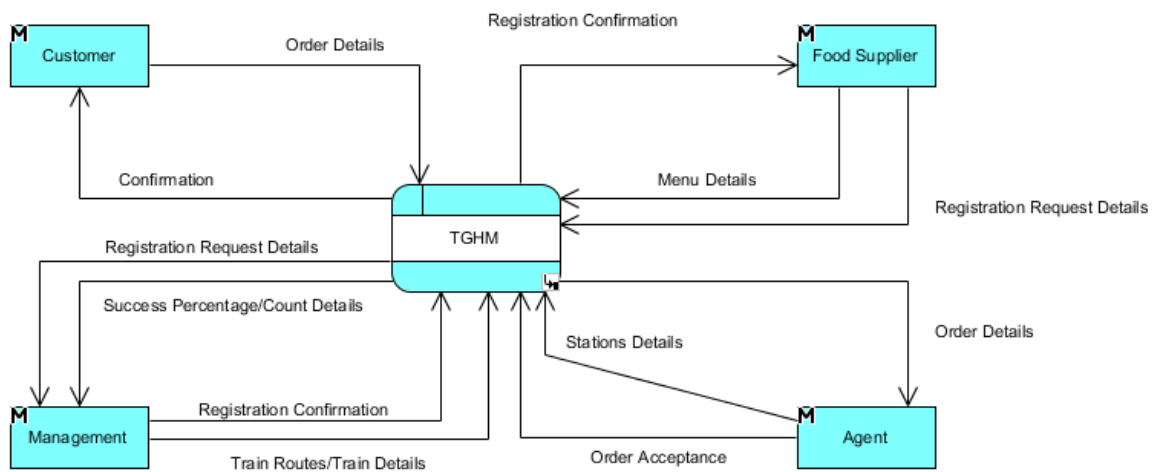 Registration Confirmation
M
Customer
Order Details
M
Food Supplier
Confirmation
Menu Details
Registration Request Details
TGHM
Registration Request Details
Success Percentage/Count Details
Stations Details
Order Details
M
Management
Registration Confirmation
Train Routes/Train Details
Order Acceptance
M
Agent